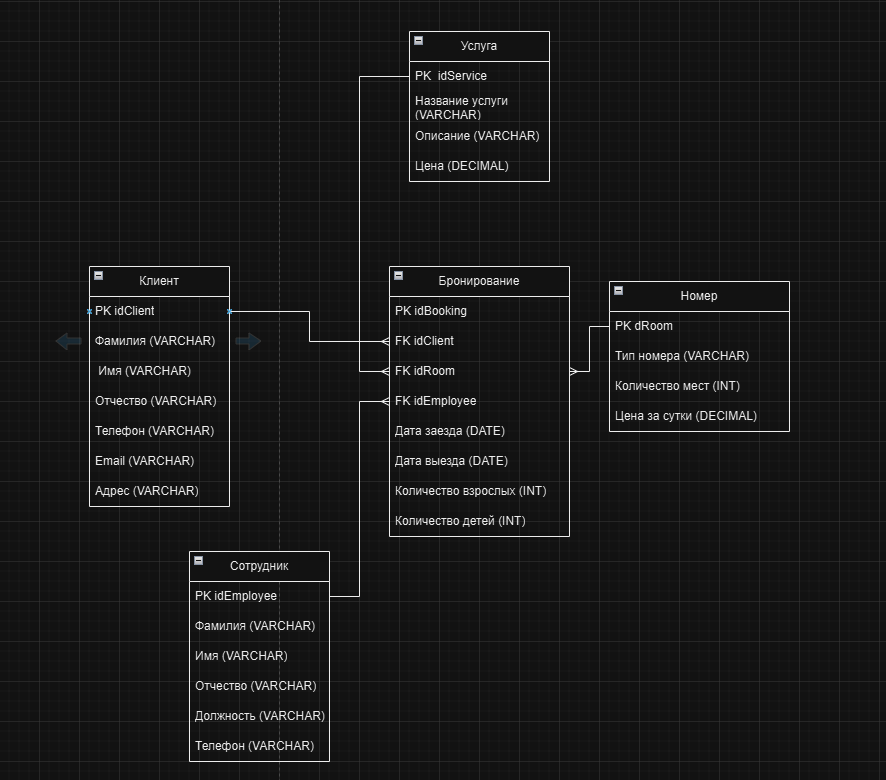 Услуга
PK  idService
Название услуги
(VARCHAR)
Описание (VARCHAR)
Цена (DECIMAL)
Клиент
PK idClient
Фамилия (VARCHAR)
Имя (VARCHAR)
Отчество (VARCHAR)
Телефон (VARCHAR)
Email (VARCHAR)
Адрес (VARCHAR)
Бронирование
PK idBooking
FK idClient
FK idRoom
FK idEmployee
Дата заезда (DATE)
Дата выезда (DATE)
Количество взрослых (INT)
Количество детей (INT)
Номер
PK dRoom
Тип номера (VARCHAR)
Количество мест (INT)
Цена за сутки (DECIMAL)
Сотрудник
PK idEmployee
Фамилия (VARCHAR)
Имя (VARCHAR)
Отчество (VARCHAR)
Должность (VARCHAR)
Телефон (VARCHAR)